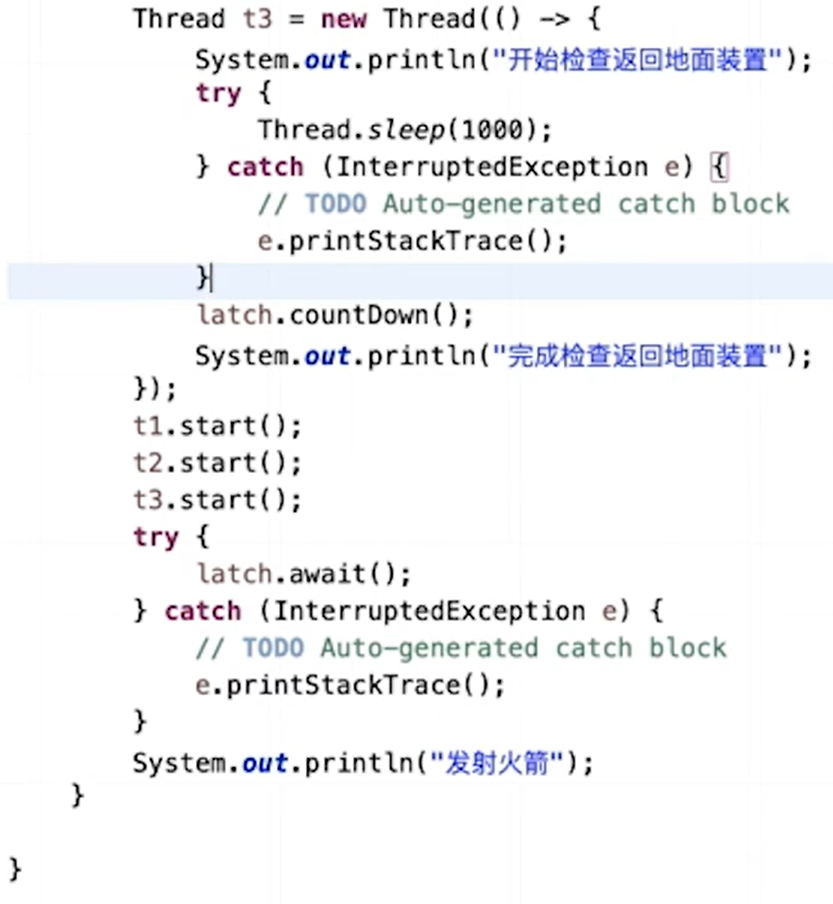 Thread t3 = new Thread(() -> {
System.out.println("开始检查返回地面装置");
try {
Thread.sleep(1000);
} catch (InterruptedException e) {
// TODO Auto-generated catch block
e.printStackTrace();
}
latch.countDown();
System.out.println("完成检查返回地面装置");
});
t1.start();
t2.start();
t3.start();
try {
latch.await();
} catch (InterruptedException e) {
// TODO Auto-generated catch block
e.printStackTrace();
}
System.out.println("发射火箭");
}
}